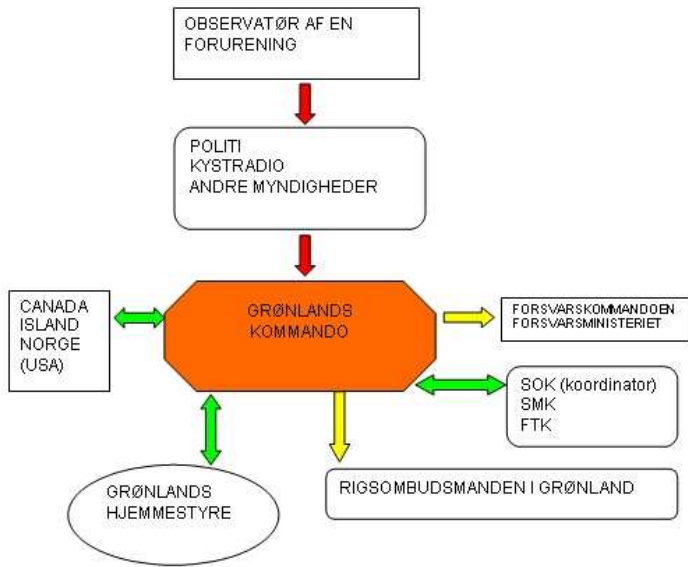 OBSERVATØR AF EN
FORURENING
POLITI
KYSTRADIO
ANDRE MYNDIGHEDER
CANADA
ISLAND
NORGE
(USA)
GRØNLANDS
KOMMANDO
FORSVARSKOMMANDOEN
FORSVARSMINISTERIET
SOK (koordinator)
SMK
FTK
GRØNLANDS
HJEMMESTYRE
RIGSOMBUDSMANDEN I GRØNLAND